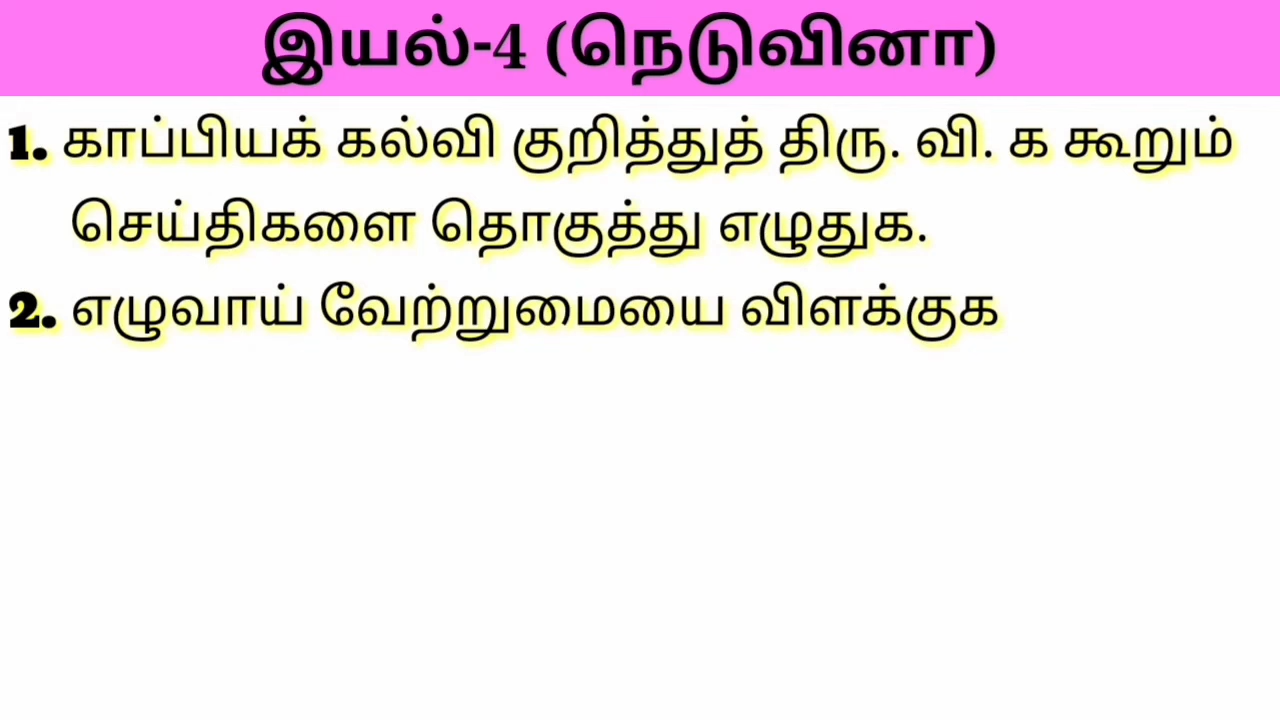 இயல்-4 (நெடுவினா)
1. காப்பியக் கல்வி குறித்துத் திரு. வி. க கூறும்
செய்திகளை தொகுத்து எழுதுக.
2. எழுவாய் வேற்றுமையை விளக்குக